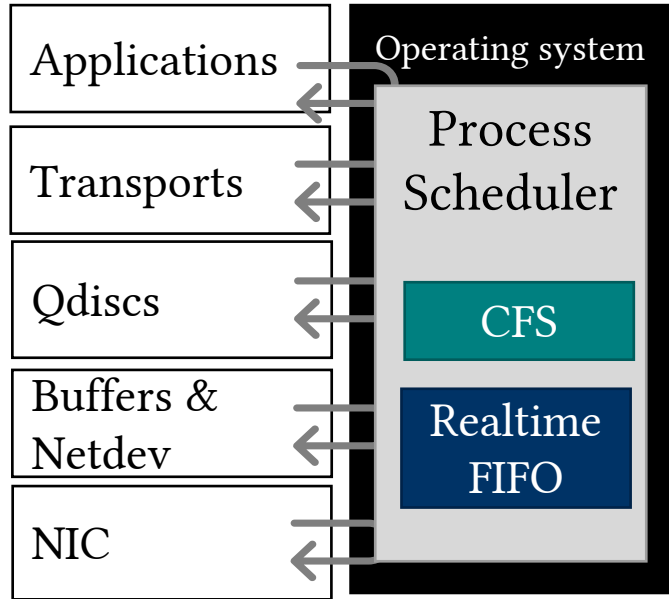 Applications
Transports
Qdiscs
Buffers &
Netdev
NIC
Operating system
Process
Scheduler
CFS
Realtime
FIFO